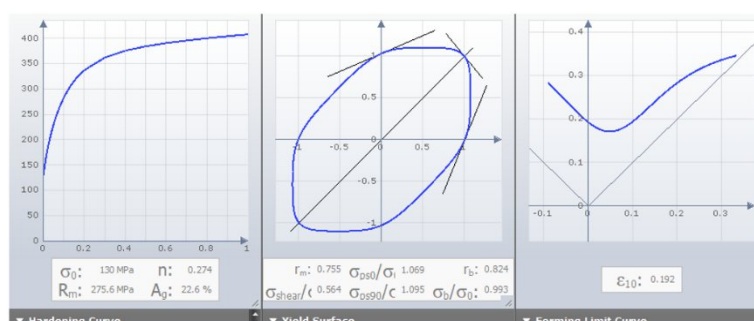 400
350
300
250
200
150
100
50
0
0 0.2 0.4 0.6 0.8 1
σ0: 130 MPa n: 0.274
Rm: 275.6 MPa Ag: 22.6 %
Hardening Curve
1
0.5
-0.5
-1
-1 -0.5 0.5 1
rm: 0.755 σps0/σ 1.069 rb: 0.824
σshear/σ 0.564 σps90/σ 1.095 σb/σ0: 0.993
Yield Surface
0.4
0.3
0.2
0.1
0
-0.1 0 0.1 0.2 0.3
ε10: 0.192
Forming Limit Curve